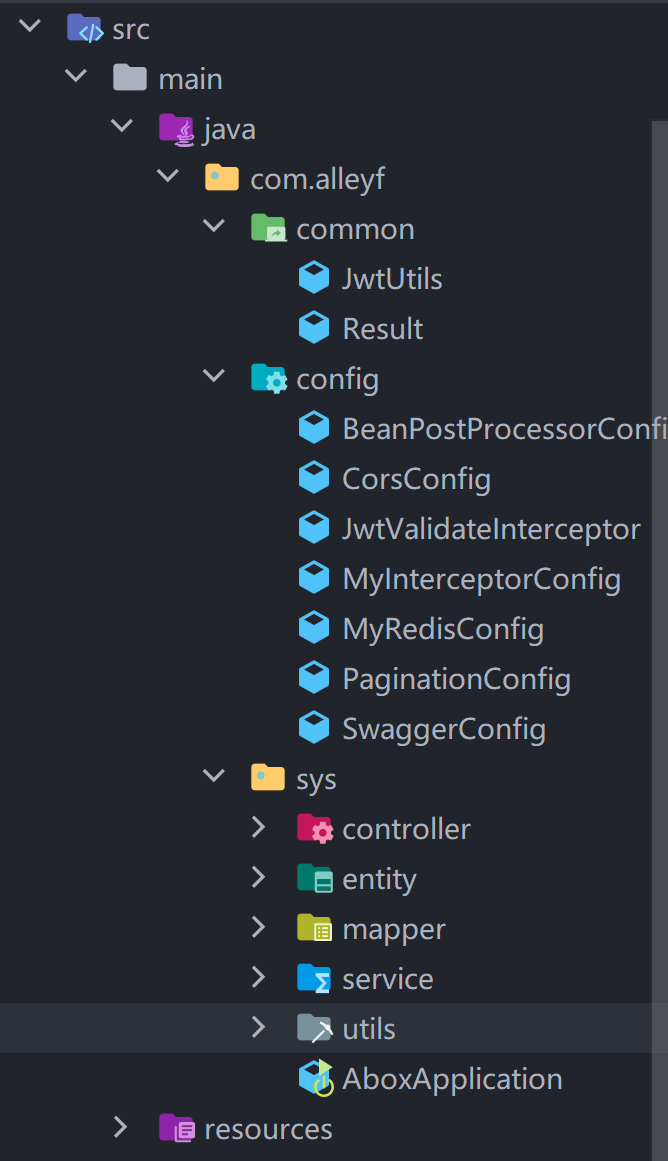 src
main
java
com.alleyf
common
JwtUtils
Result
config
BeanPostProcessorConfi
CorsConfig
JwtValidateInterceptor
MyInterceptorConfig
MyRedisConfig
PaginationConfig
SwaggerConfig
sys
controller
entity
mapper
service
utils
AboxApplication
resources